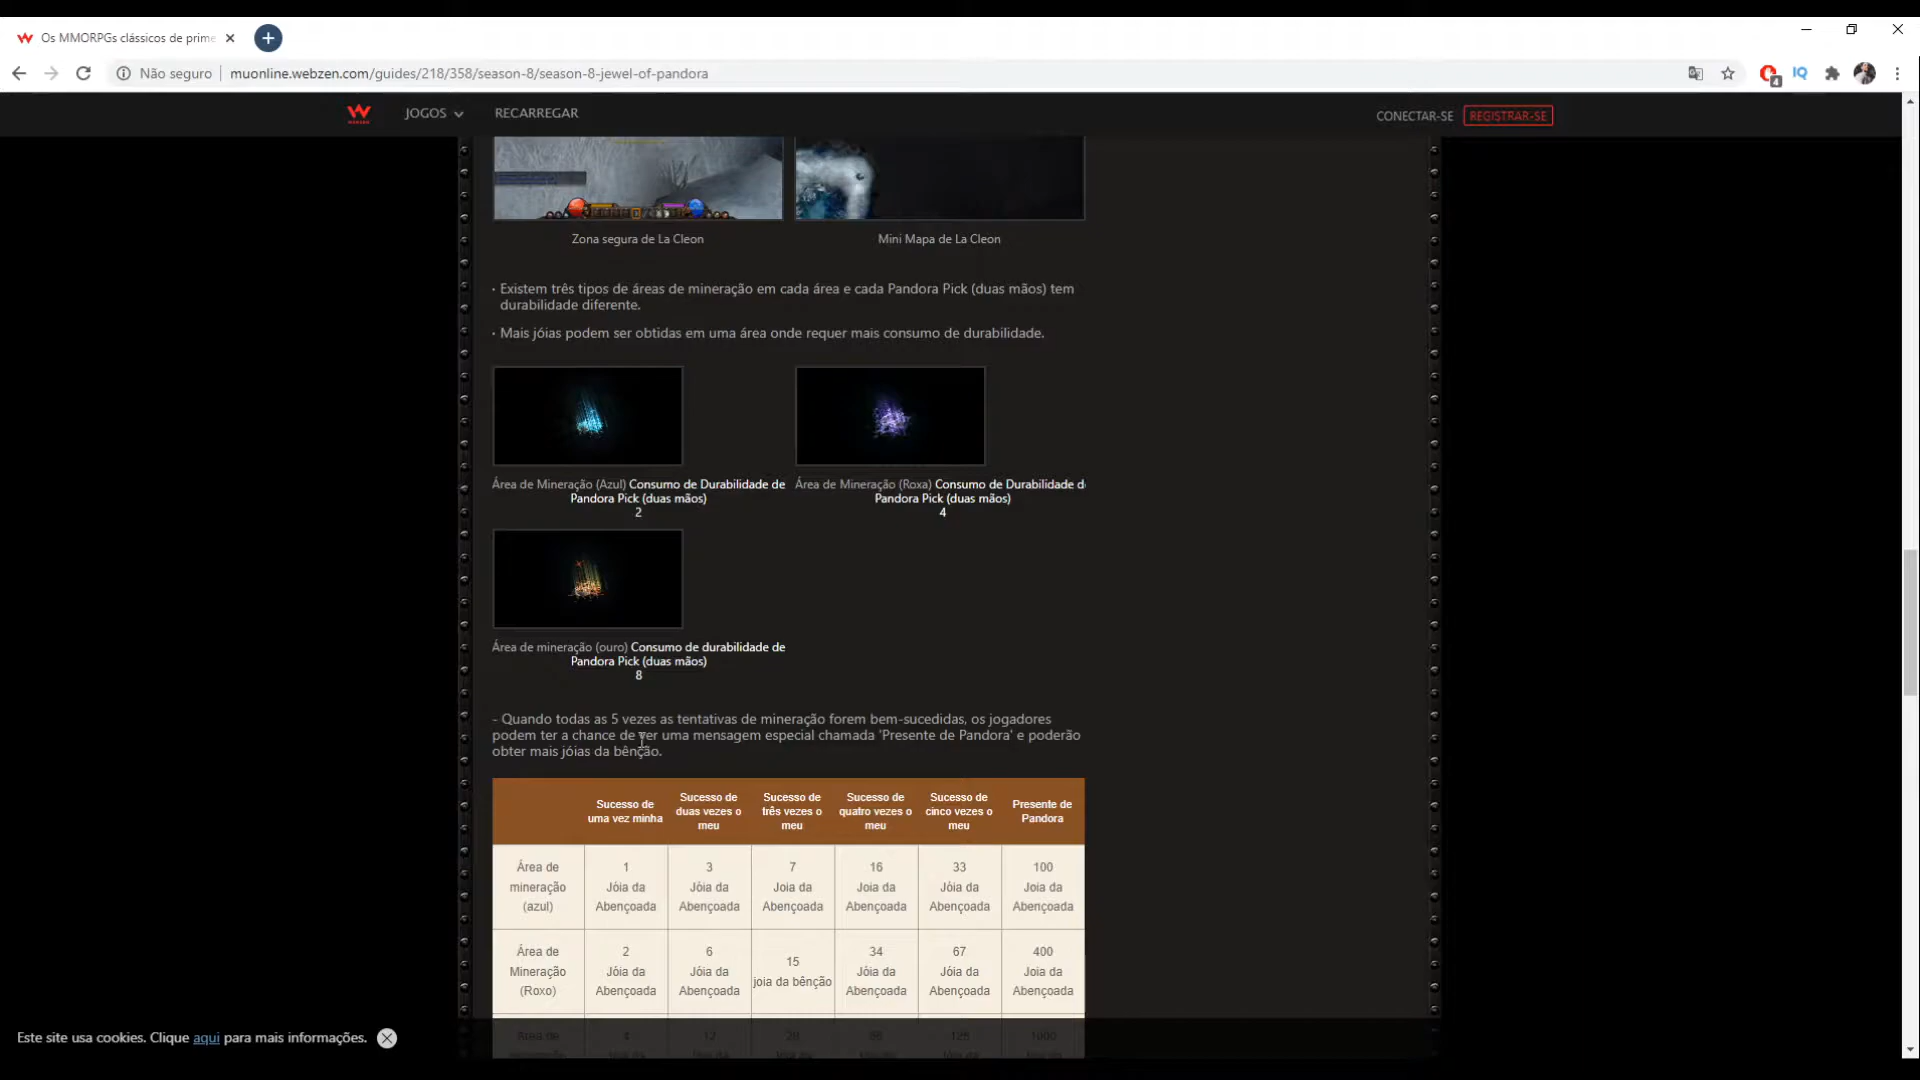 Os MMORPGs clássicos de prime
Não seguro
muonline.webzen.com/guides/218/358/season-8/season-8-jewel-of-pandora
4
IQ
JOGOS
RECARREGAR
CONECTAR-SE
REGISTRAR-SE
Zona segura de La Cleon
Mini Mapa de La Cleon
· Existem três tipos de áreas de mineração em cada área e cada Pandora Pick (duas mãos) tem
durabilidade diferente.
· Mais jóias podem ser obtidas em uma área onde requer mais consumo de durabilidade.
Área de Mineração (Azul) Consumo de Durabilidade de
Pandora Pick (duas mãos)
2
Área de Mineração (Roxa) Consumo de Durabilidade d
Pandora Pick (duas mãos)
4
Área de mineração (ouro) Consumo de durabilidade de
Pandora Pick (duas mãos)
8
- Quando todas as 5 vezes as tentativas de mineração forem bem-sucedidas, os jogadores
podem ter a chance de ver uma mensagem especial chamada 'Presente de Pandora' e poderão
obter mais jóias da bênção.
Sucesso de
uma vez minha
Sucesso de
duas vezes o
meu
Sucesso de
três vezes o
meu
Sucesso de
quatro vezes o
meu
Sucesso de
cinco vezes o
meu
Presente de
Pandora
Área de
mineração
(azul)
1
Jóia da
Abençoada
3
Jóia da
Abençoada
7
Joia da
Abençoada
16
Joia da
Abençoada
33
Jóia da
Abençoada
100
Joia da
Abençoada
Área de
Mineração
(Roxo)
2
Jóia da
Abençoada
6
Jóia da
Abençoada
15
joia da bênção
34
Jóia da
Abençoada
67
Jóia da
Abençoada
400
Joia da
Abençoada
Área de
4
12
1000
Este site usa cookies. Clique aqui para mais informações.